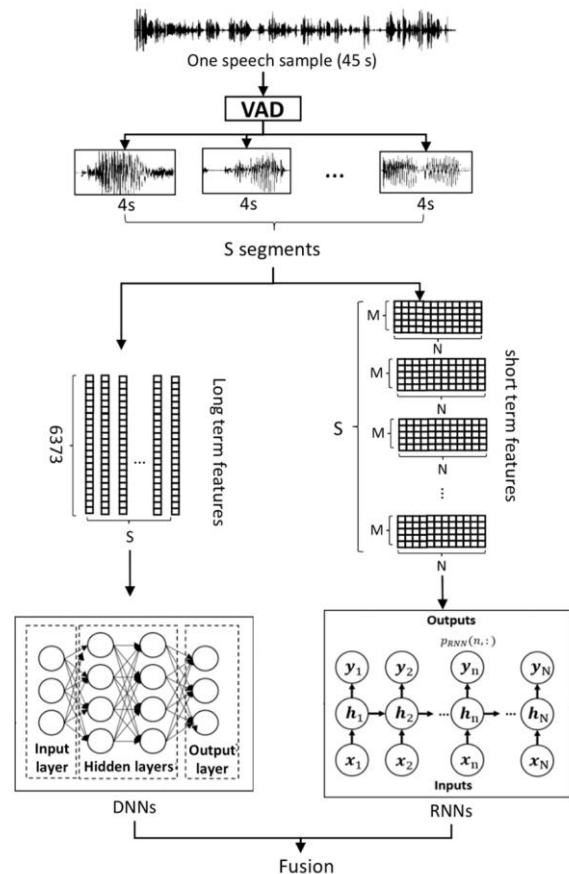 One speech sample (45 s)
VAD
...
4s
4s
4s
S segments
6373
...
S
Long term features
S
M
N
M
N
M
N
⋮
M
N
short term features
Outputs
p_{RNN}(n,:)
y_1 y_2 y_n y_N
h_1 h_2 ... h_n ... h_N
x_1 x_2 x_n x_N
Inputs
Input layer
Hidden layers
Output layer
DNNs
RNNs
Fusion